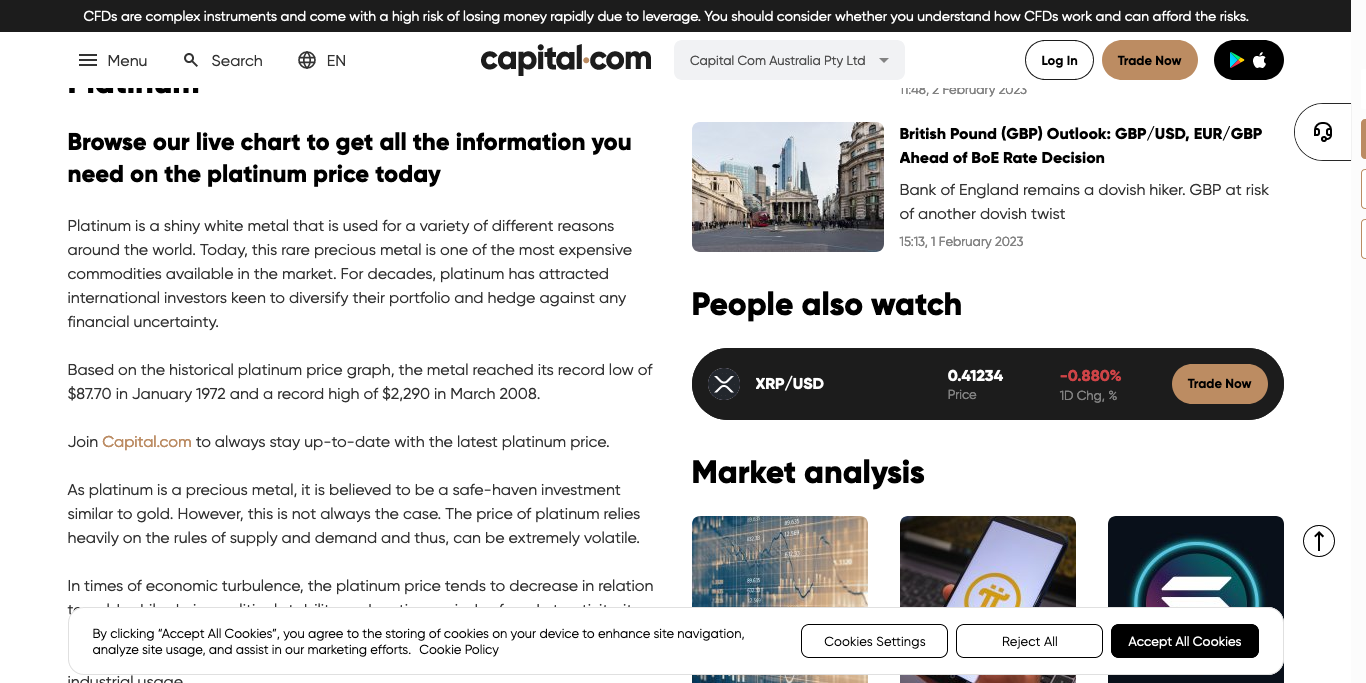 CFDs are complex instruments and come with a high risk of losing money rapidly due to leverage. You should consider whether you understand how CFDs work and can afford the risks.
Menu
Search
EN
capital.com
Capital Com Australia Pty Ltd
Log In
Trade Now
Platinum
Browse our live chart to get all the information you
need on the platinum price today
Platinum is a shiny white metal that is used for a variety of different reasons
around the world. Today, this rare precious metal is one of the most expensive
commodities available in the market. For decades, platinum has attracted
international investors keen to diversify their portfolio and hedge against any
financial uncertainty.
Based on the historical platinum price graph, the metal reached its record low of
$87.70 in January 1972 and a record high of $2,290 in March 2008.
Join Capital.com to always stay up-to-date with the latest platinum price.
As platinum is a precious metal, it is believed to be a safe-haven investment
similar to gold. However, this is not always the case. The price of platinum relies
heavily on the rules of supply and demand and thus, can be extremely volatile.
In times of economic turbulence, the platinum price tends to decrease in relation
industrial usage.
11:48, 2 February 2023
British Pound (GBP) Outlook: GBP/USD, EUR/GBP
Ahead of BoE Rate Decision
Bank of England remains a dovish hiker. GBP at risk
of another dovish twist
15:13, 1 February 2023
People also watch
XRP/USD
0.41234
Price
-0.880%
1D Chg, %
Trade Now
Market analysis
By clicking “Accept All Cookies”, you agree to the storing of cookies on your device to enhance site navigation,
analyze site usage, and assist in our marketing efforts. Cookie Policy
Cookies Settings
Reject All
Accept All Cookies